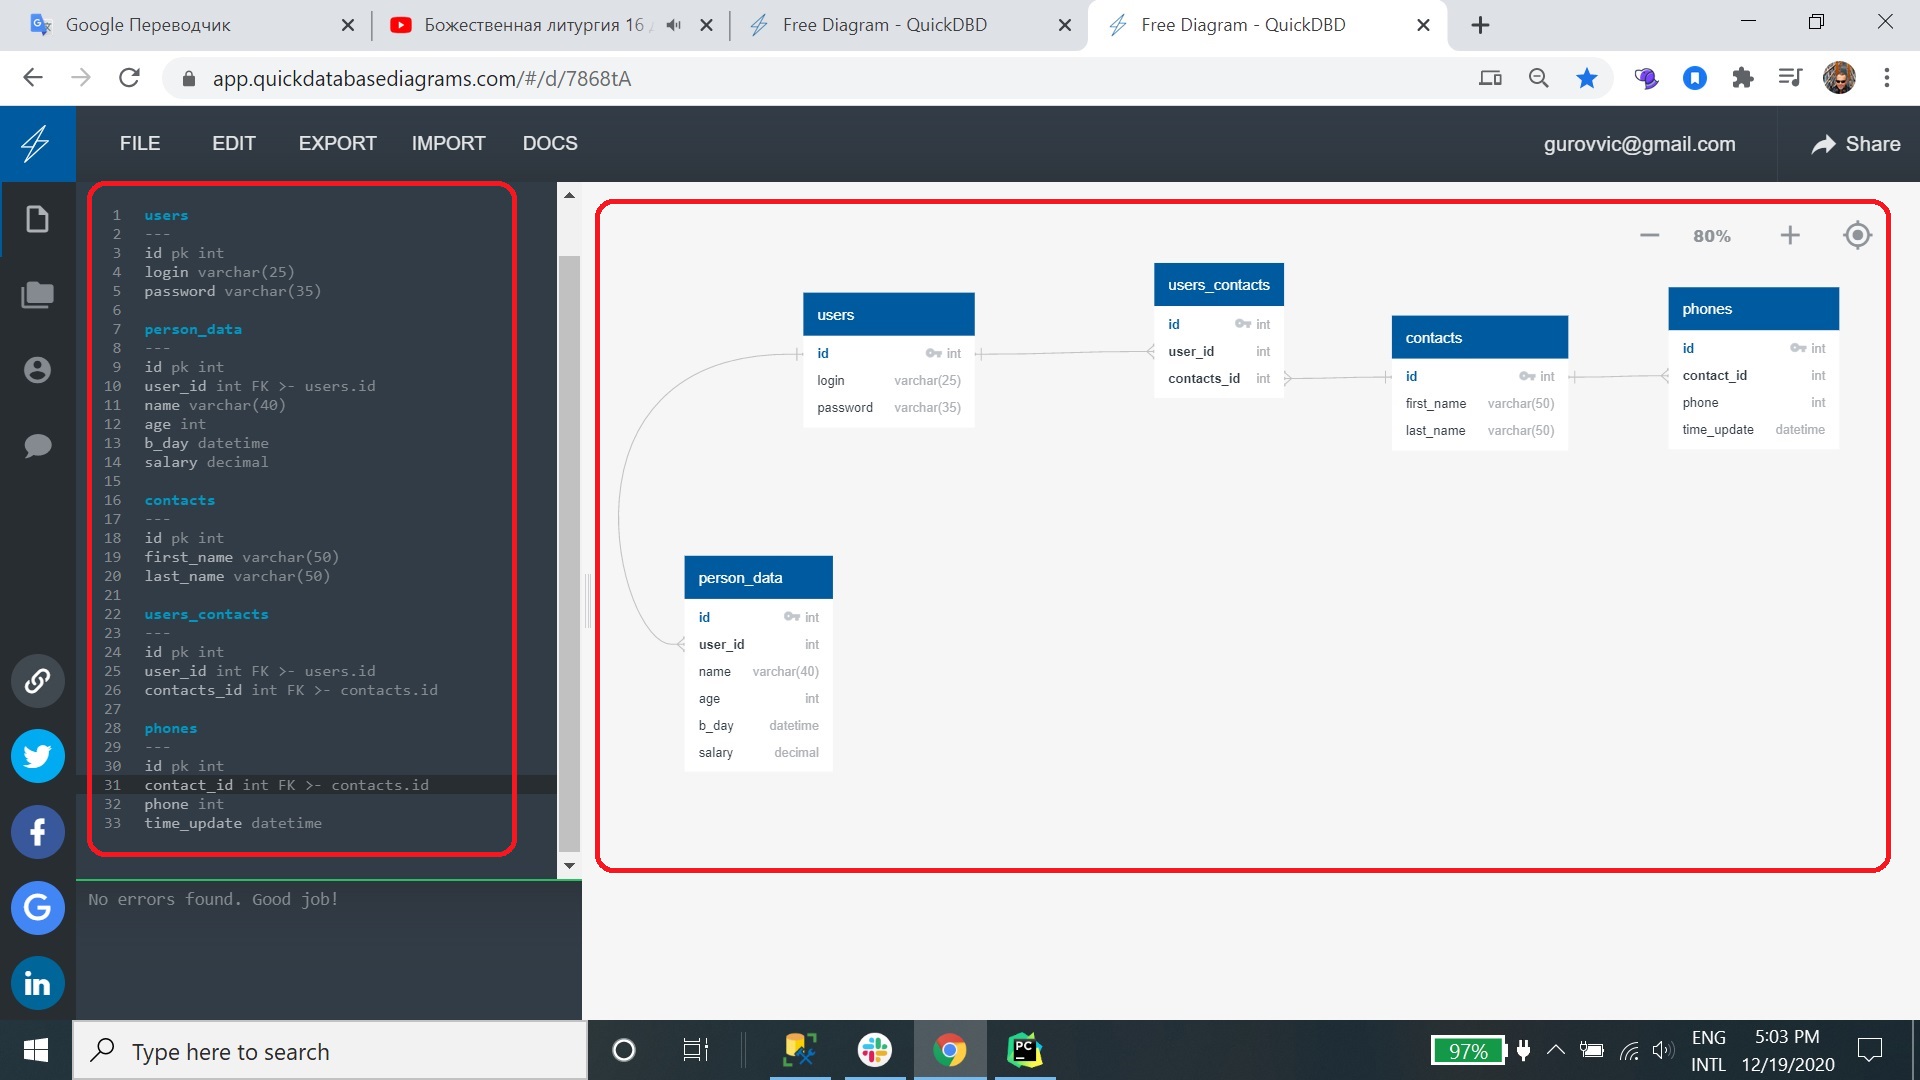 Google Переводчик
Божественная литургия 16
Free Diagram - QuickDBD
Free Diagram - QuickDBD
app.quickdatabasediagrams.com/#/d/7868tA
FILE EDIT EXPORT IMPORT DOCS
gurovvic@gmail.com
Share
1 users
2 ---
3 id pk int
4 login varchar(25)
5 password varchar(35)
6
7 person_data
8 ---
9 id pk int
10 user_id int FK >- users.id
11 name varchar(40)
12 age int
13 b_day datetime
14 salary decimal
15
16 contacts
17 ---
18 id pk int
19 first_name varchar(50)
20 last_name varchar(50)
21
22 users_contacts
23 ---
24 id pk int
25 user_id int FK >- users.id
26 contacts_id int FK >- contacts.id
27
28 phones
29 ---
30 id pk int
31 contact_id int FK >- contacts.id
32 phone int
33 time_update datetime
No errors found. Good job!
80%
users
id int
login varchar(25)
password varchar(35)
users_contacts
id int
user_id int
contacts_id int
contacts
id int
first_name varchar(50)
last_name varchar(50)
phones
id int
contact_id int
phone int
time_update datetime
person_data
id int
user_id int
name varchar(40)
age int
b_day datetime
salary decimal
Type here to search
PC
97%
ENG
INTL
5:03 PM
12/19/2020